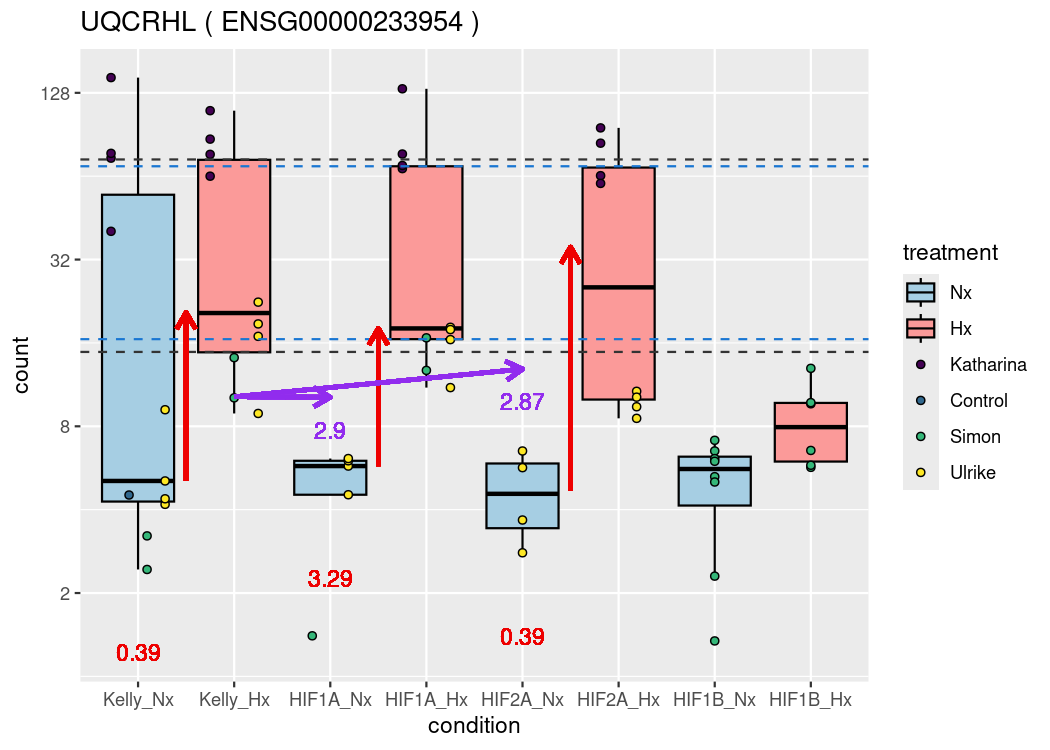 UQCRHL ( ENSG00000233954 )
count
128
32
8
2
2.9
2.87
3.29
0.39
0.39
Kelly_Nx Kelly_Hx HIF1A_Nx HIF1A_Hx HIF2A_Nx HIF2A_Hx HIF1B_Nx HIF1B_Hx
condition
treatment
Nx
Hx
Katharina
Control
Simon
Ulrike